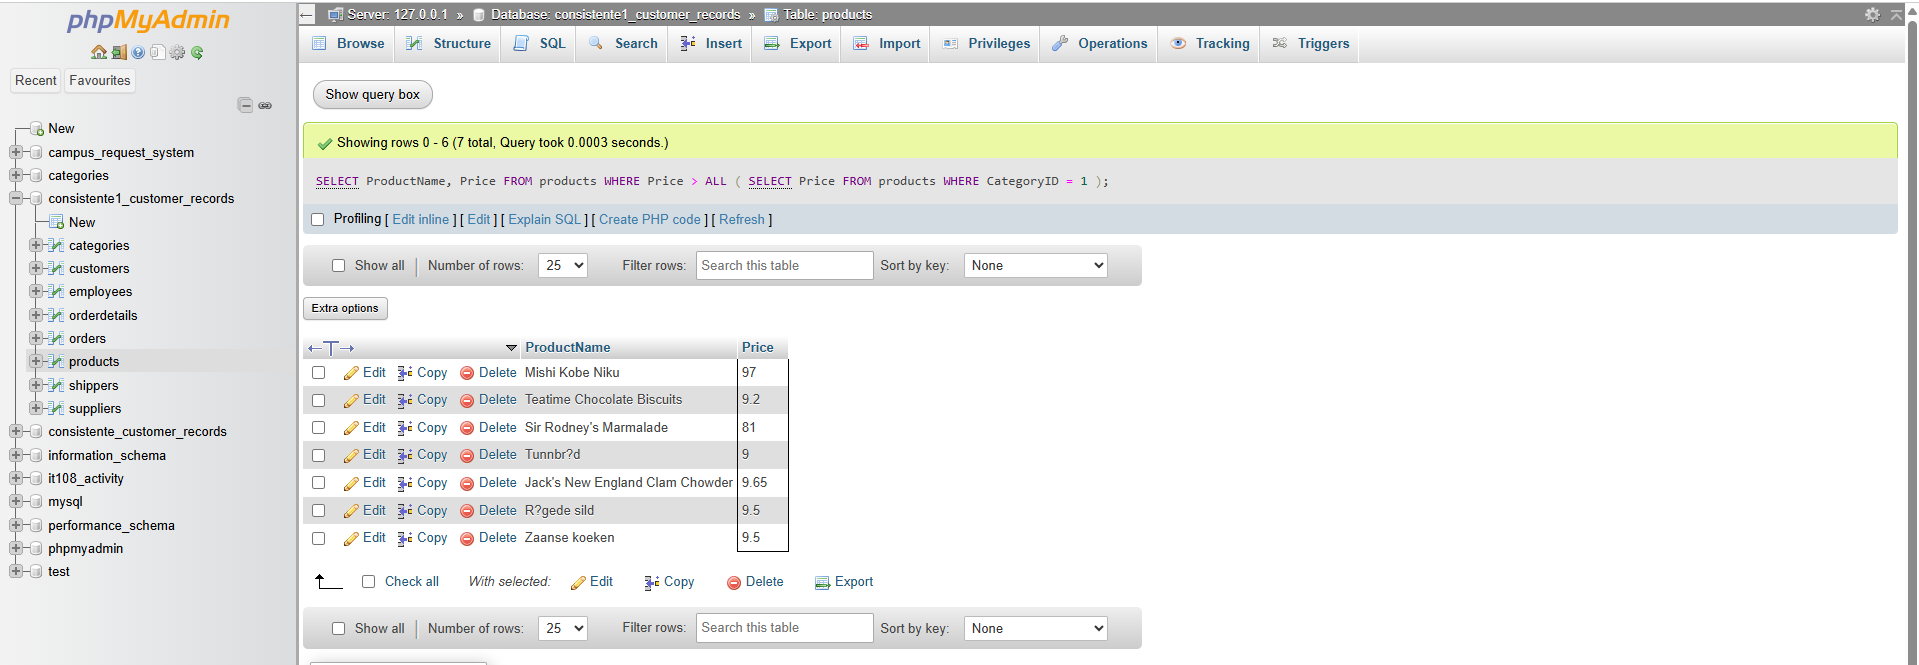 phpMyAdmin
Recent Favourites
New
campus_request_system
categories
consistente1_customer_records
New
categories
customers
employees
orderdetails
orders
products
shippers
suppliers
consistente_customer_records
information_schema
it108_activity
mysql
performance_schema
phpmyadmin
test
Server: 127.0.0.1 » Database: consistente1_customer_records » Table: products
Browse Structure SQL Search Insert Export Import Privileges Operations Tracking Triggers
Show query box
Showing rows 0 - 6 (7 total, Query took 0.0003 seconds.)
SELECT ProductName, Price FROM products WHERE Price > ALL ( SELECT Price FROM products WHERE CategoryID = 1 );
Profiling [ Edit inline ] [ Edit ] [ Explain SQL ] [ Create PHP code ] [ Refresh ]
Show all Number of rows: 25 Filter rows: Search this table Sort by key: None
Extra options
ProductName Price
Edit Copy Delete Mishi Kobe Niku 97
Edit Copy Delete Teatime Chocolate Biscuits 9.2
Edit Copy Delete Sir Rodney's Marmalade 81
Edit Copy Delete Tunnbr?d 9
Edit Copy Delete Jack's New England Clam Chowder 9.65
Edit Copy Delete R?gede sild 9.5
Edit Copy Delete Zaanse koeken 9.5
Check all With selected: Edit Copy Delete Export
Show all Number of rows: 25 Filter rows: Search this table Sort by key: None